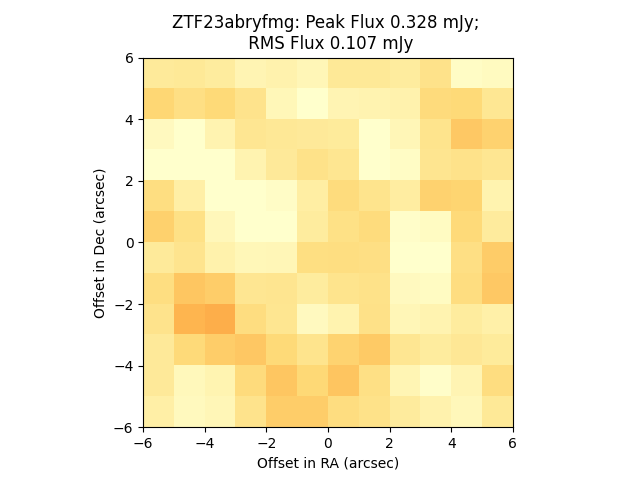 ZTF23abryfmg: Peak Flux 0.328 mJy;
RMS Flux 0.107 mJy
6
4
2
0
−2
−4
−6
Offset in Dec (arcsec)
−6 −4 −2 0 2 4 6
Offset in RA (arcsec)